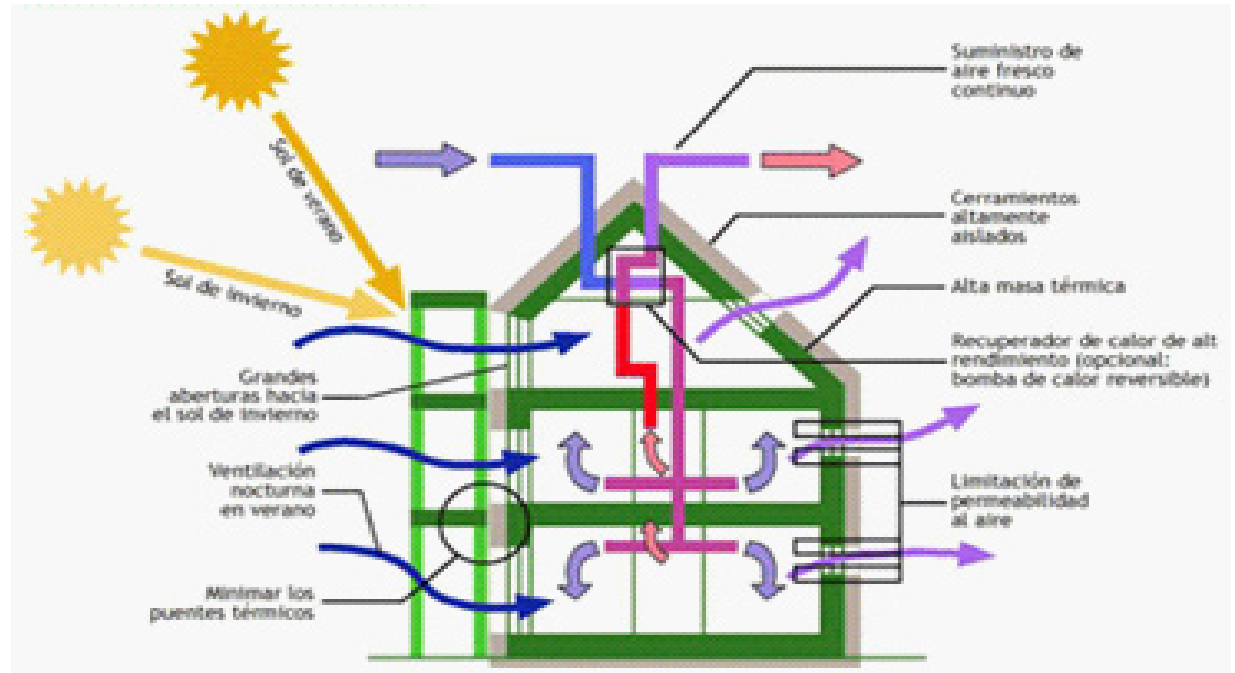 Suministro de
aire fresco
continuo
Sol de verano
Sol de invierno
Cerramientos
altamente
aislados
Alta masa térmica
Recuperador de calor de alt
rendimiento (opcional:
bomba de calor reversible)
Grandes
aberturas hacia
el sol de invierno
Ventilación
nocturna
en verano
Limitación de
permeabilidad
al aire
Minimar los
puentes térmicos